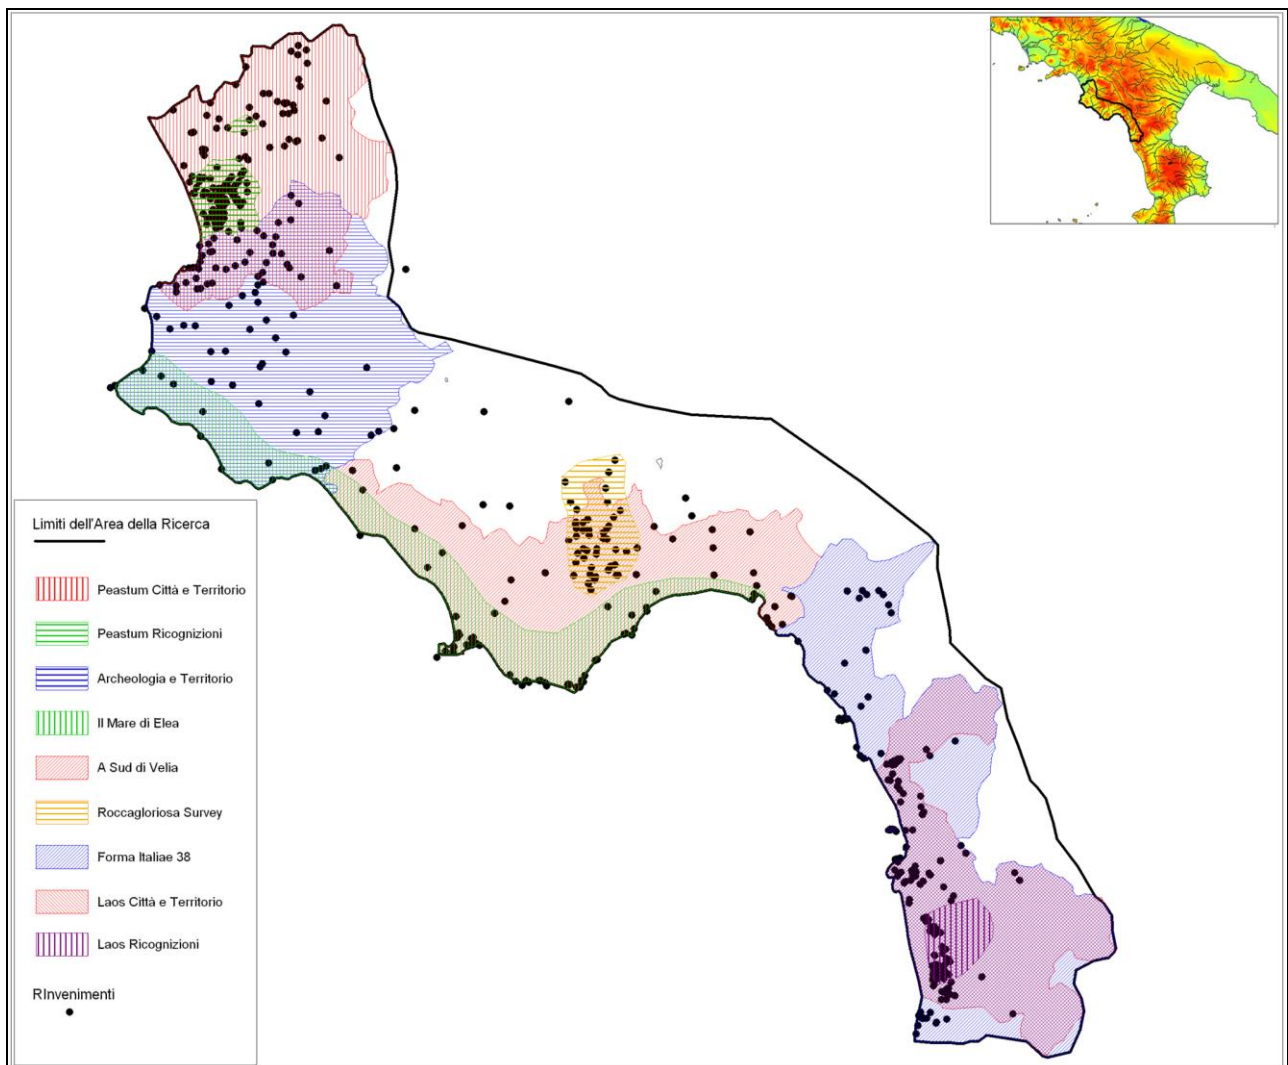 Limiti dell'Area della Ricerca
Peastum Città e Territorio
Peastum Ricognizioni
Archeologia e Territorio
Il Mare di Elea
A Sud di Velia
Roccagloriosa Survey
Forma Italiae 38
Laos Città e Territorio
Laos Ricognizioni
RInvenimenti